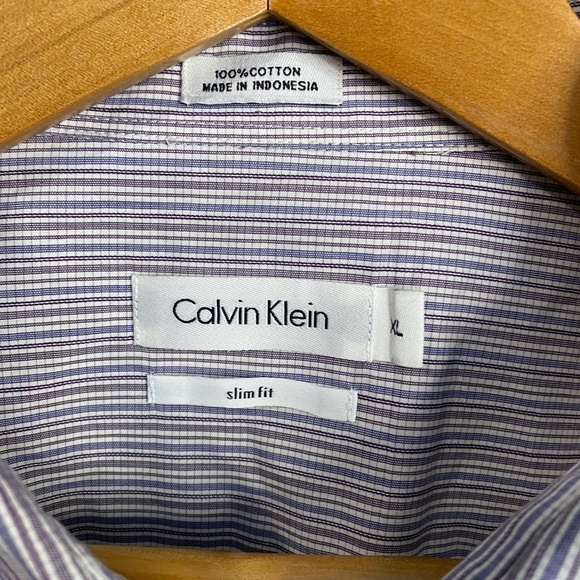 100%COTTON
MADE IN INDONESIA
Calvin Klein
XL
slim fit